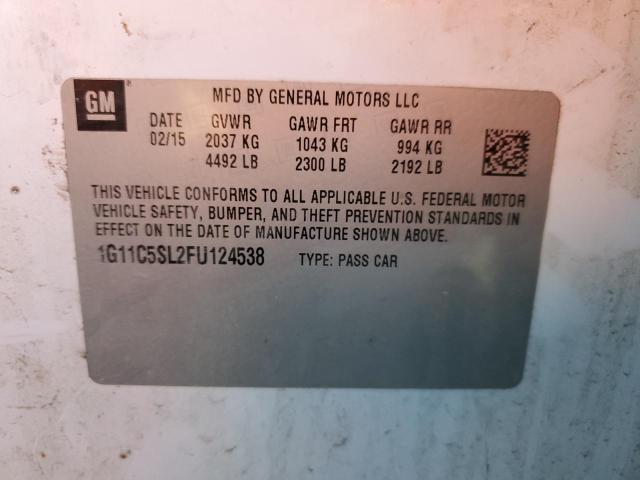 GM
MFD BY GENERAL MOTORS LLC
DATE GVWR GAWR FRT GAWR RR
02/15 2037 KG 1043 KG 994 KG
4492 LB 2300 LB 2192 LB
THIS VEHICLE CONFORMS TO ALL APPLICABLE U.S. FEDERAL MOTOR
VEHICLE SAFETY, BUMPER, AND THEFT PREVENTION STANDARDS IN
EFFECT ON THE DATE OF MANUFACTURE SHOWN ABOVE.
1G11C5SL2FU124538 TYPE: PASS CAR